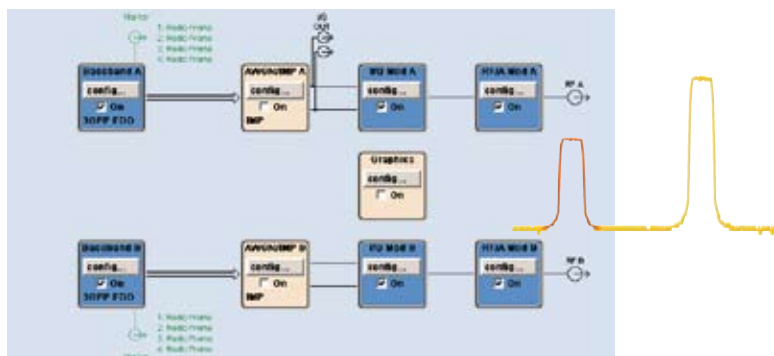 Marker
1: Radio Frame
2: Radio Frame
3: Radio Frame
4: Radio Frame
I/Q
OUT
Baseband A
config...
On
3GPP FDD
AWGN/IMP A
config...
On
IMP
I/Q Mod A
config...
On
RF/A Mod A
config...
On
RF A
Graphics
config...
On
Baseband B
config...
On
3GPP FDD
AWGN/IMP B
config...
On
IMP
I/Q Mod B
config...
On
RF/A Mod B
config...
On
RF B
1: Radio Frame
2: Radio Frame
3: Radio Frame
4: Radio Frame